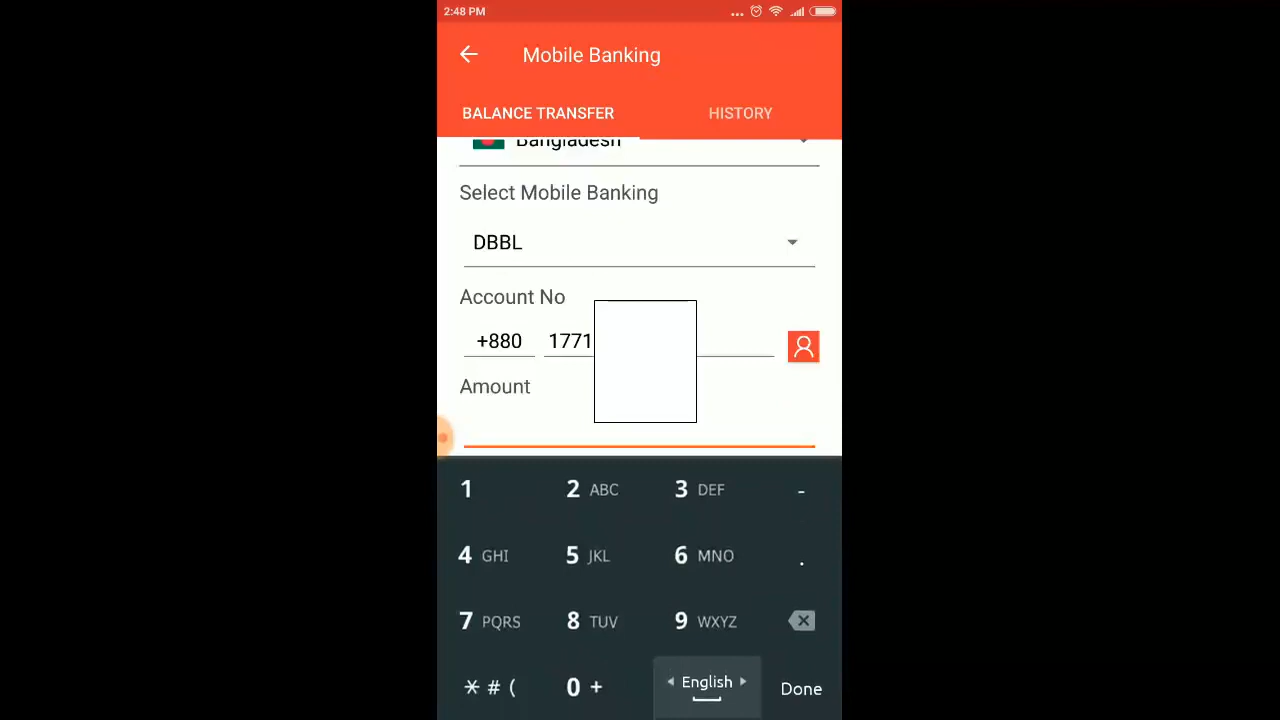 2:48 PM
Mobile Banking
BALANCE TRANSFER HISTORY
Bangladesh
Select Mobile Banking
DBBL
Account No
+880 1771
Amount
1 2 ABC 3 DEF -
4 GHI 5 JKL 6 MNO .
7 PQRS 8 TUV 9 WXYZ
* # ( 0 + English Done